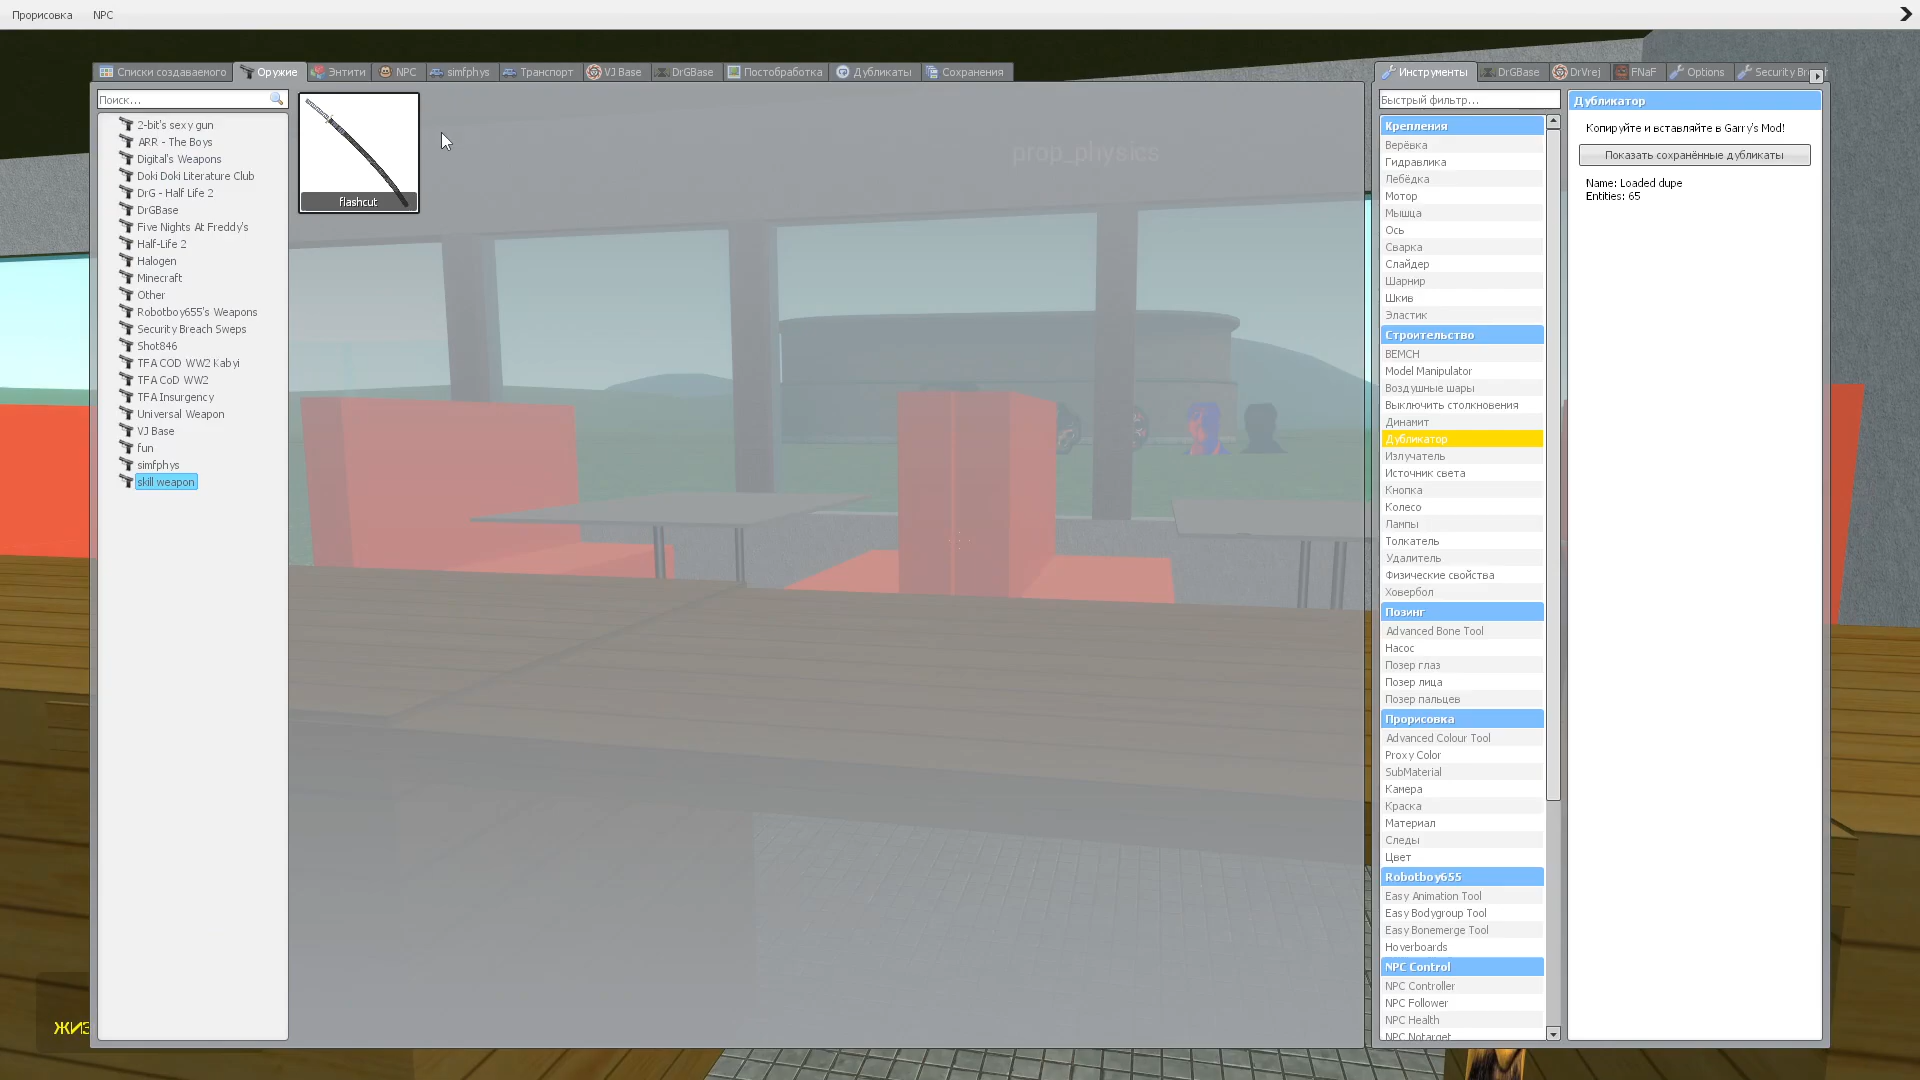 Прорисовка NPC
Списки создаваемого Оружие Энтити NPC simfphys Транспорт VJ Base DrGBase Постобработка Дубликаты Сохранения
Поиск...
2-bit's sexy gun
ARR - The Boys
Digital's Weapons
Doki Doki Literature Club
DrG - Half Life 2
DrGBase
Five Nights At Freddy's
Half-Life 2
Halogen
Minecraft
Other
Robotboy655's Weapons
Security Breach Sweps
Shot846
TFA COD WW2 Kabyi
TFA CoD WW2
TFA Insurgency
Universal Weapon
VJ Base
fun
simfphys
skill weapon
flashcut
prop_physics
ЖИЗ
Инструменты DrGBase DrVrej FNaF Options Security Br
Быстрый фильтр...
Крепления
Верёвка
Гидравлика
Лебёдка
Мотор
Мышца
Ось
Сварка
Слайдер
Шарнир
Шкив
Эластик
Строительство
BEMCH
Model Manipulator
Воздушные шары
Выключить столкновения
Динамит
Дубликатор
Излучатель
Источник света
Кнопка
Колесо
Лампы
Толкатель
Удалитель
Физические свойства
Ховербол
Позинг
Advanced Bone Tool
Насос
Позер глаз
Позер лица
Позер пальцев
Прорисовка
Advanced Colour Tool
Proxy Color
SubMaterial
Камера
Краска
Материал
Следы
Цвет
Robotboy655
Easy Animation Tool
Easy Bodygroup Tool
Easy Bonemerge Tool
Hoverboards
NPC Control
NPC Controller
NPC Follower
NPC Health
NPC Notarget
Дубликатор
Копируйте и вставляйте в Garry's Mod!
Показать сохранённые дубликаты
Name: Loaded dupe
Entities: 65